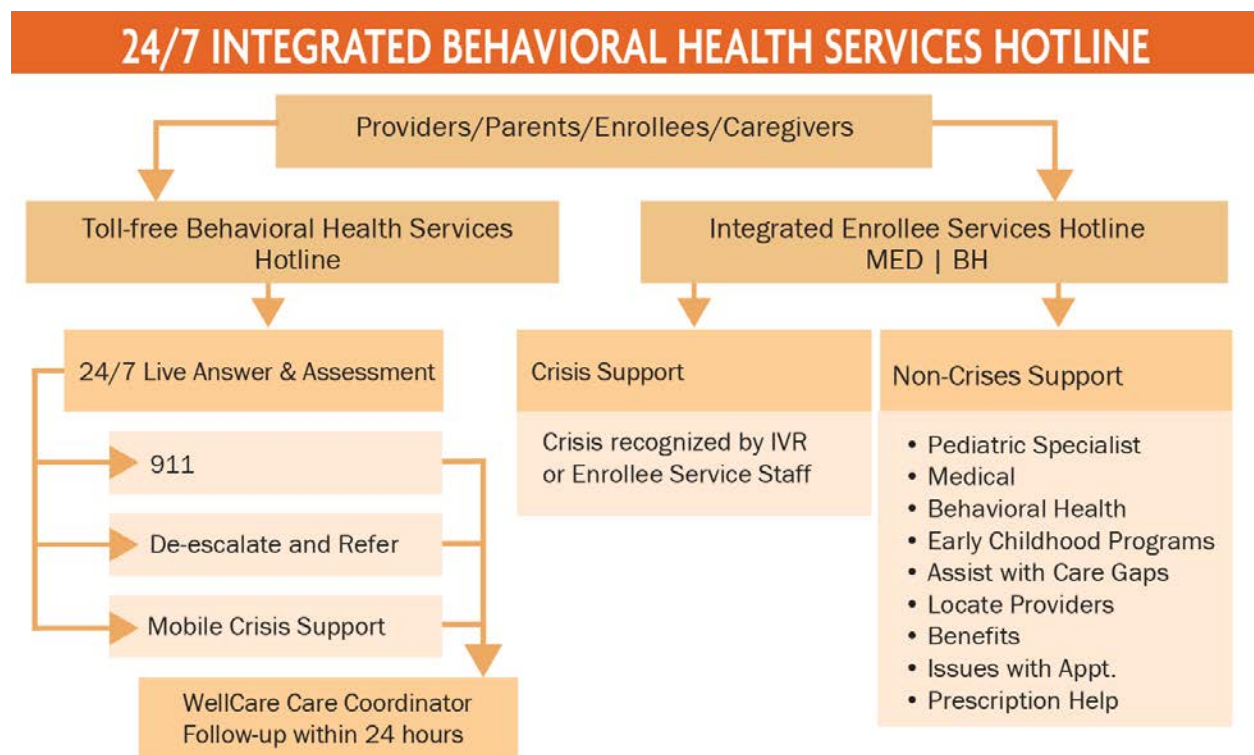 24/7 INTEGRATED BEHAVIORAL HEALTH SERVICES HOTLINE
Providers/Parents/Enrollees/Caregivers
Toll-free Behavioral Health Services
Hotline
24/7 Live Answer & Assessment
911
De-escalate and Refer
Mobile Crisis Support
WellCare Care Coordinator
Follow-up within 24 hours
Integrated Enrollee Services Hotline
MED | BH
Crisis Support
Crisis recognized by IVR
or Enrollee Service Staff
Non-Crises Support
• Pediatric Specialist
• Medical
• Behavioral Health
• Early Childhood Programs
• Assist with Care Gaps
• Locate Providers
• Benefits
• Issues with Appt.
• Prescription Help